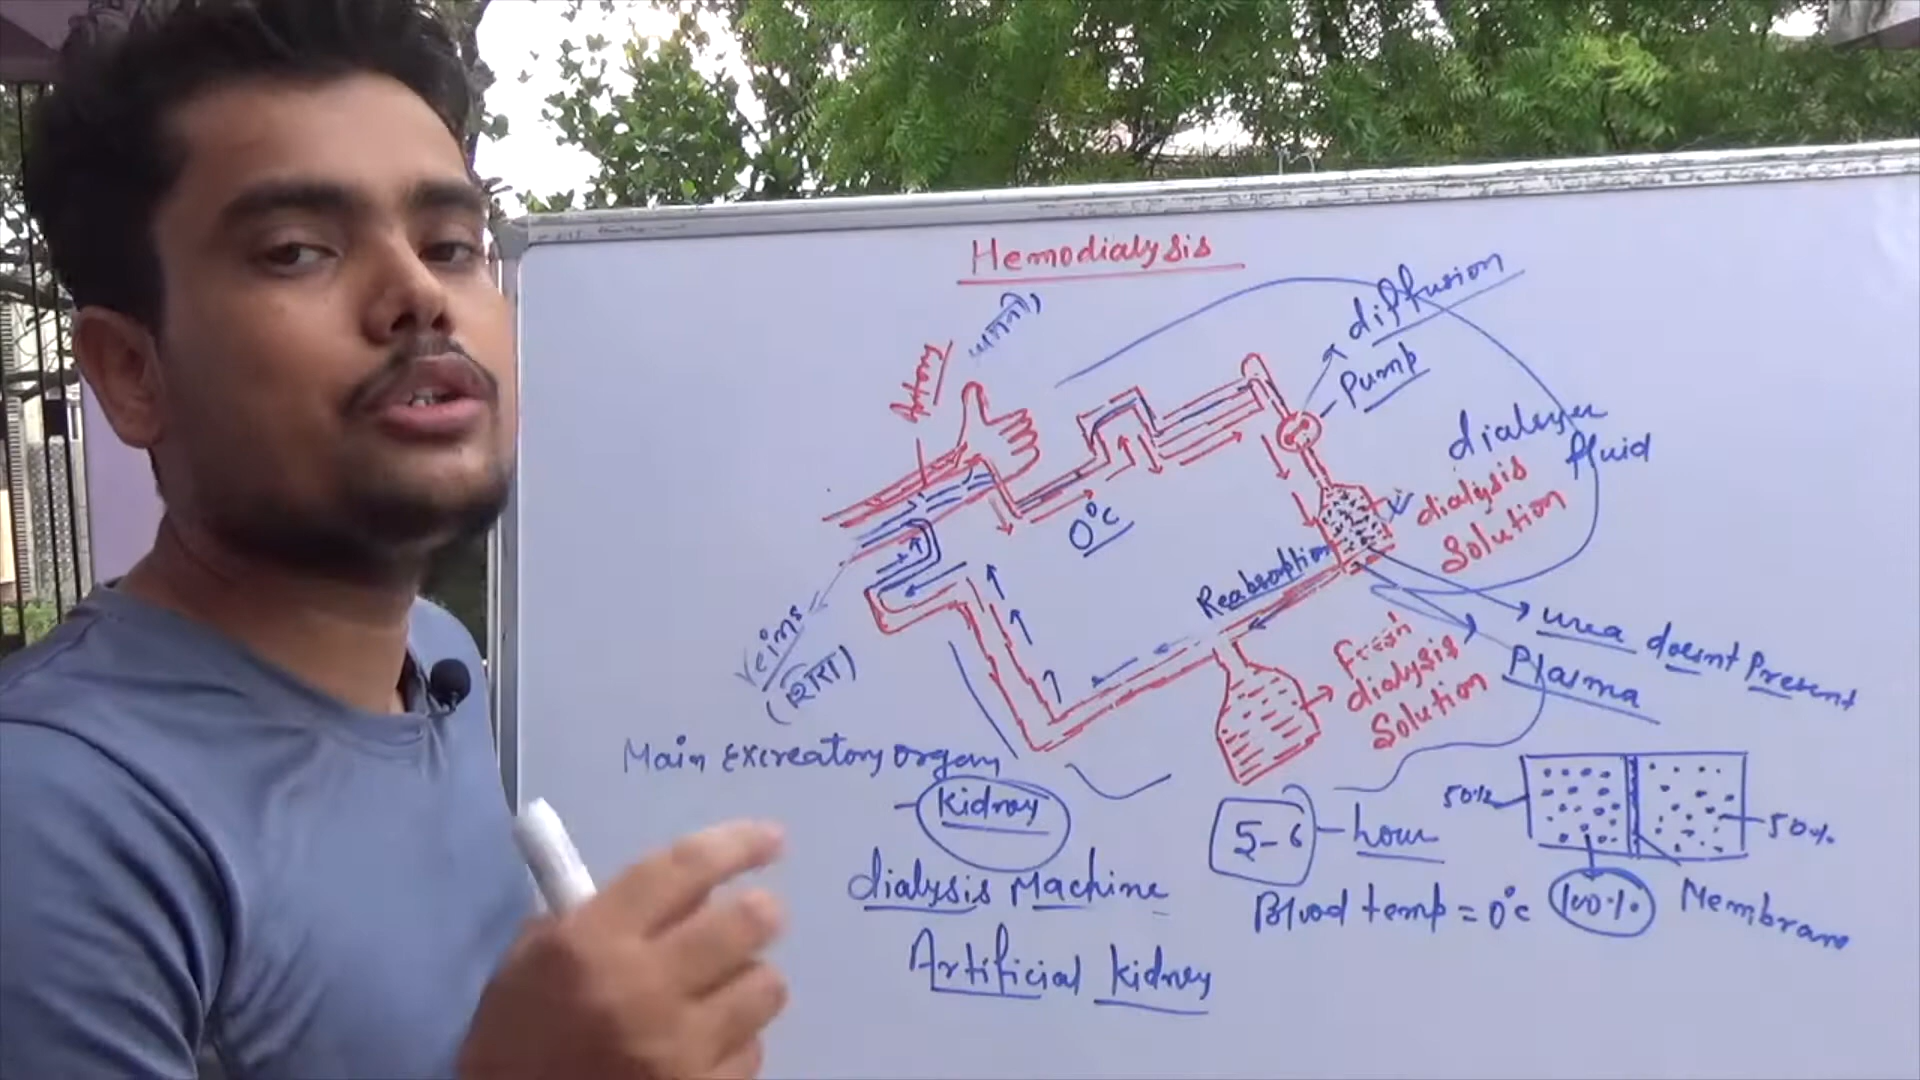 Hemodialysis
diffusion
Pump
Artory
(धमनी)
dialyser
fluid
dialysis
Solution
0°c
Reabsorption
Veins
(शिरा)
urea doesnt Present
Plasma
Fresh
dialysis
Solution
Main Excreatory organ
- Kidney
dialysis Machine
Artificial Kidney
5-6 - hour
Blood temp = 0°c
50%
50%
100%
Membrane